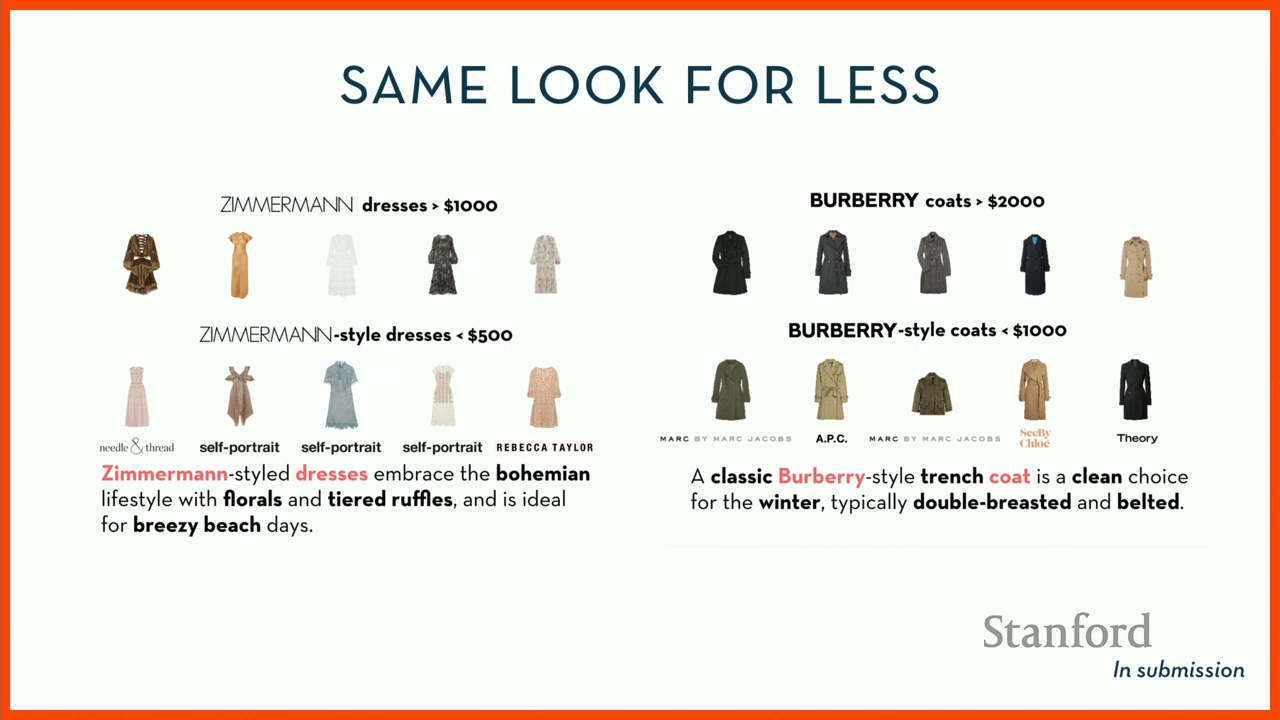 SAME LOOK FOR LESS
ZIMMERMANN dresses > $1000
ZIMMERMANN-style dresses < $500
needle & thread
self-portrait
self-portrait
self-portrait
REBECCA TAYLOR
Zimmermann-styled dresses embrace the bohemian
lifestyle with florals and tiered ruffles, and is ideal
for breezy beach days.
BURBERRY coats > $2000
BURBERRY-style coats < $1000
MARC BY MARC JACOBS
A.P.C.
MARC BY MARC JACOBS
SeeBy
Chloé
Theory
A classic Burberry-style trench coat is a clean choice
for the winter, typically double-breasted and belted.
Stanford
In submission